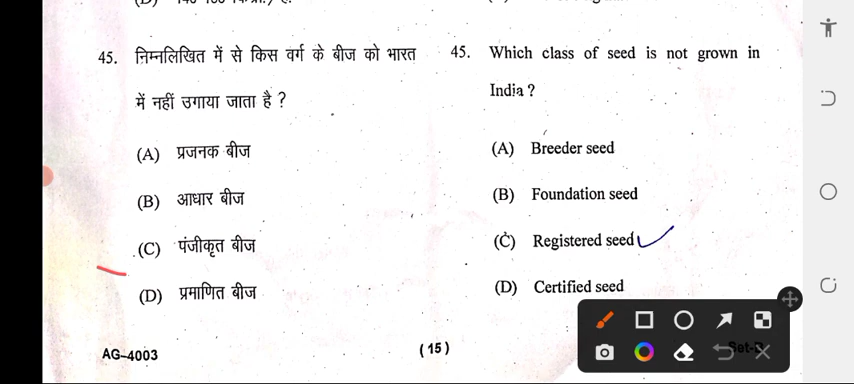 45. निम्नलिखित में से किस वर्ग के बीज को भारत
में नहीं उगाया जाता है ?
(A) प्रजनक बीज
(B) आधार बीज
(C) पंजीकृत बीज
(D) प्रमाणित बीज
AG–4003
(15)
45. Which class of seed is not grown in
India ?
(A) Breeder seed
(B) Foundation seed
(C) Registered seed
(D) Certified seed